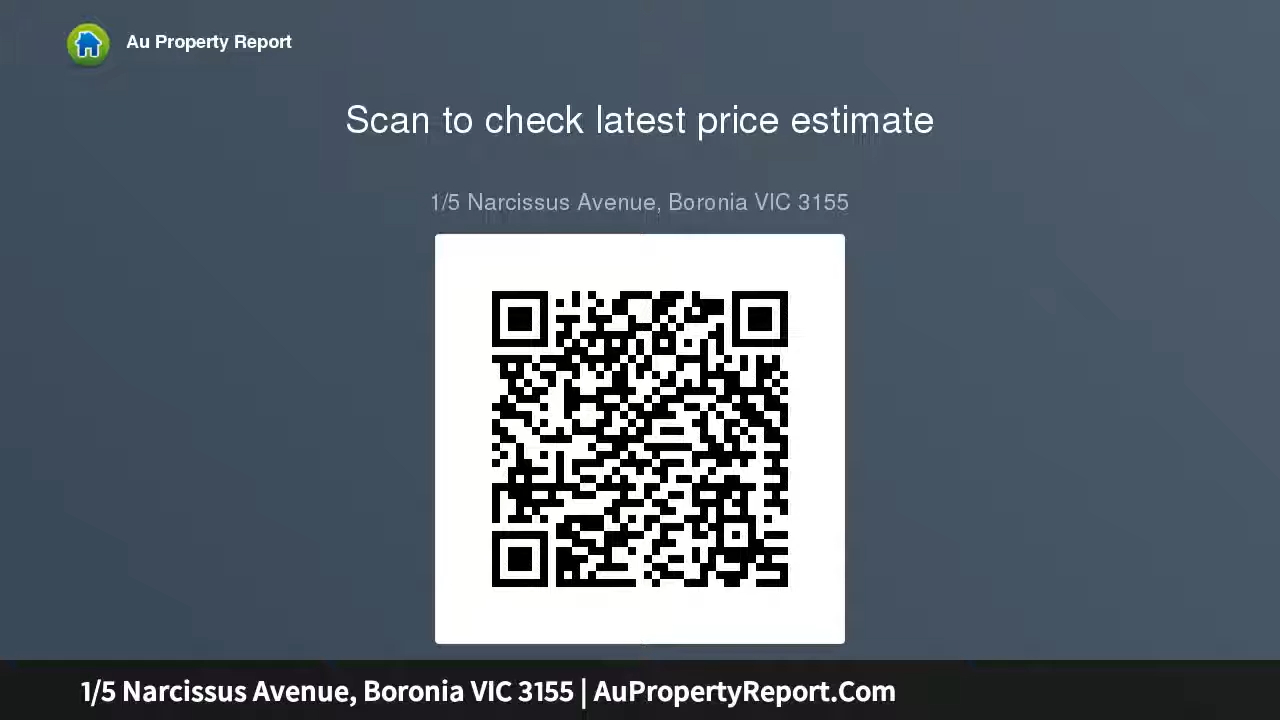 Au Property Report
Scan to check latest price estimate
1/5 Narcissus Avenue, Boronia VIC 3155
1/5 Narcissus Avenue, Boronia VIC 3155 | AuPropertyReport.Com